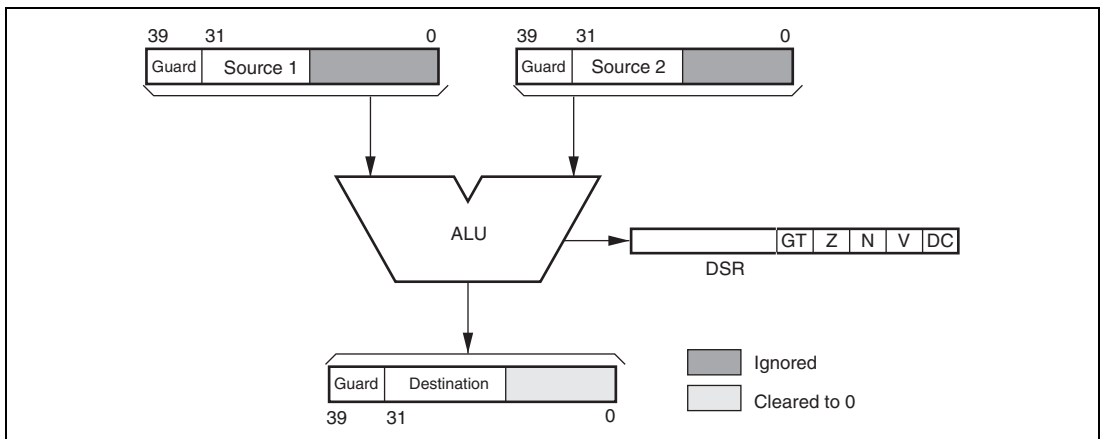 39 31 0
Guard Source 1
39 31 0
Guard Source 2
ALU
GT Z N V DC
DSR
Guard Destination
39 31 0
Ignored
Cleared to 0